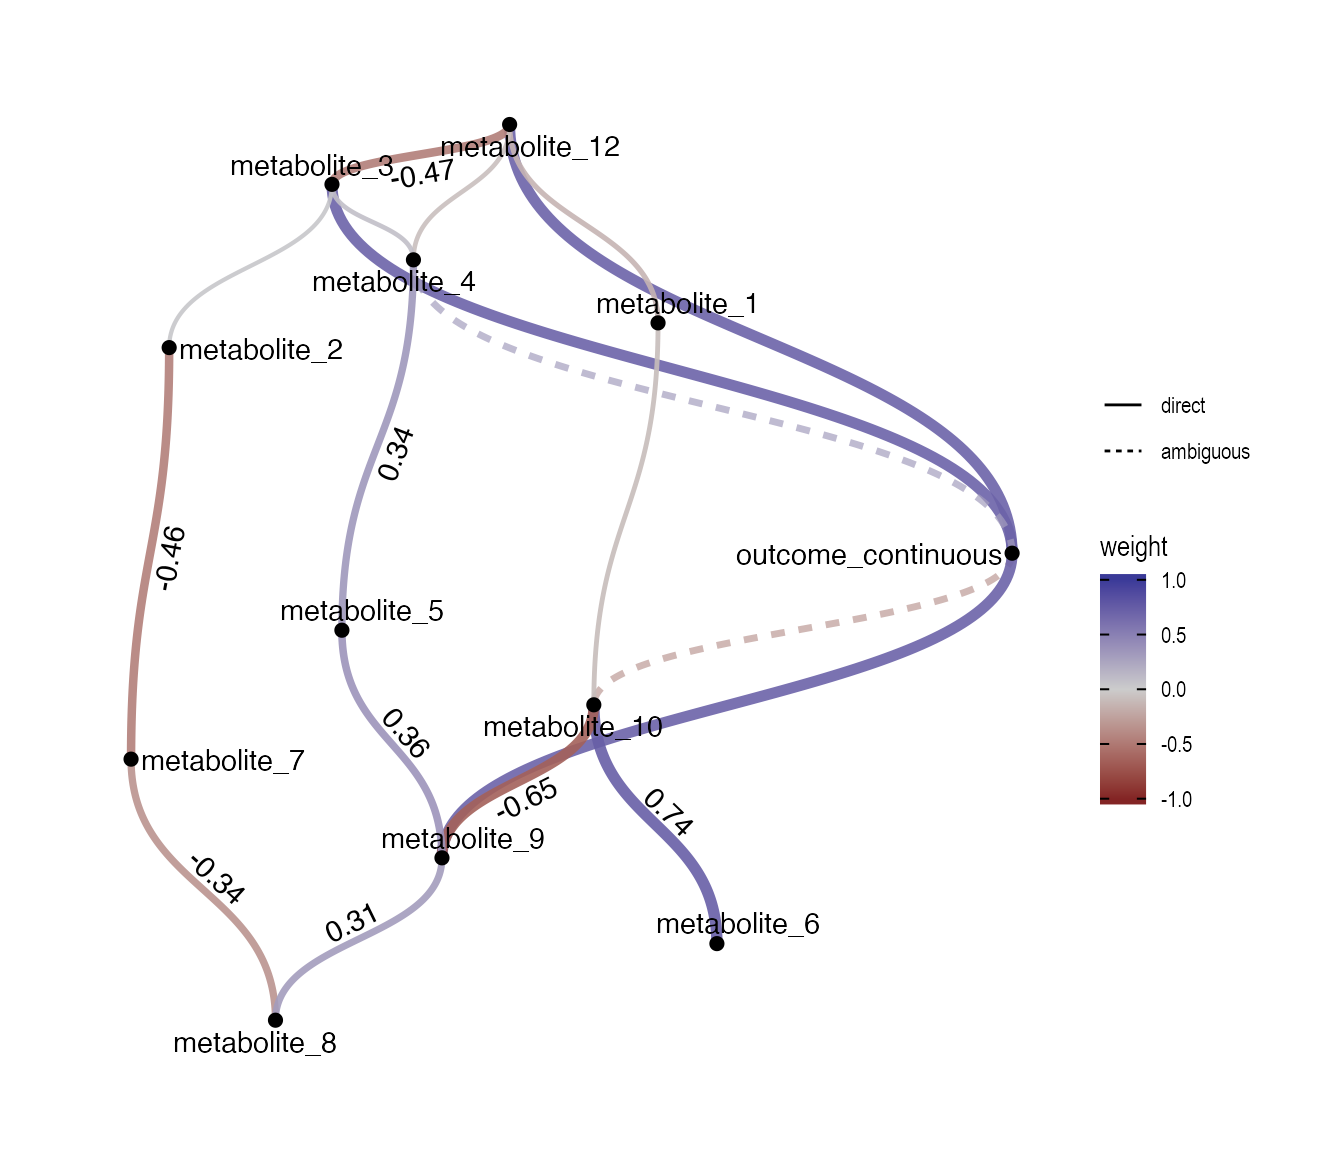 metabolite_12
metabolite_3
-0.47
metabolite_4
metabolite_1
metabolite_2
direct
0.34
ambiguous
-0.46
weight
outcome_continuous
1.0
metabolite_5
0.5
0.0
metabolite_10
0.36
-0.5
metabolite_7
-0.65
0.74
-1.0
metabolite_9
-0.34
0.31
metabolite_6
metabolite_8